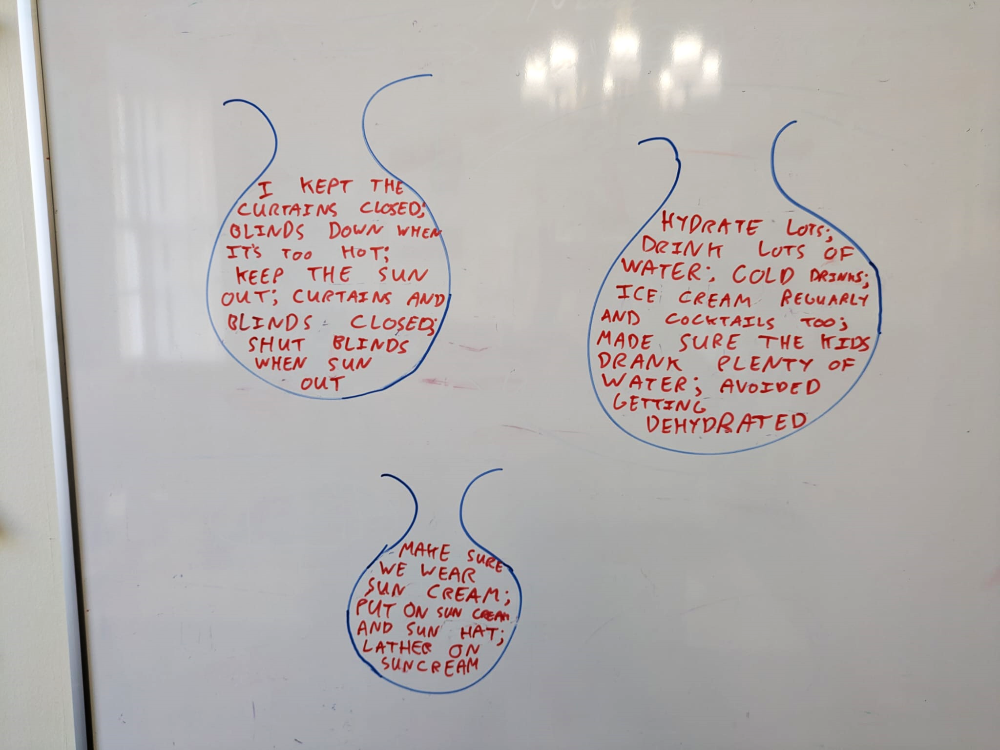 I KEPT THE
CURTAINS CLOSED;
BLINDS DOWN WHEN
IT'S TOO HOT;
KEEP THE SUN
OUT; CURTAINS AND
BLINDS CLOSED;
SHUT BLINDS
WHEN SUN
OUT
HYDRATE LOTS;
DRINK LOTS OF
WATER; COLD DRINKS;
ICE CREAM REGUARLY
AND COCKTAILS TOO;
MADE SURE THE KIDS
DRANK PLENTY OF
WATER; AVOIDED
GETTING
DEHYDRATED
MAKE SURE
WE WEAR
SUN CREAM;
PUT ON SUN CREAM
AND SUN HAT;
LATHER ON
SUNCREAM